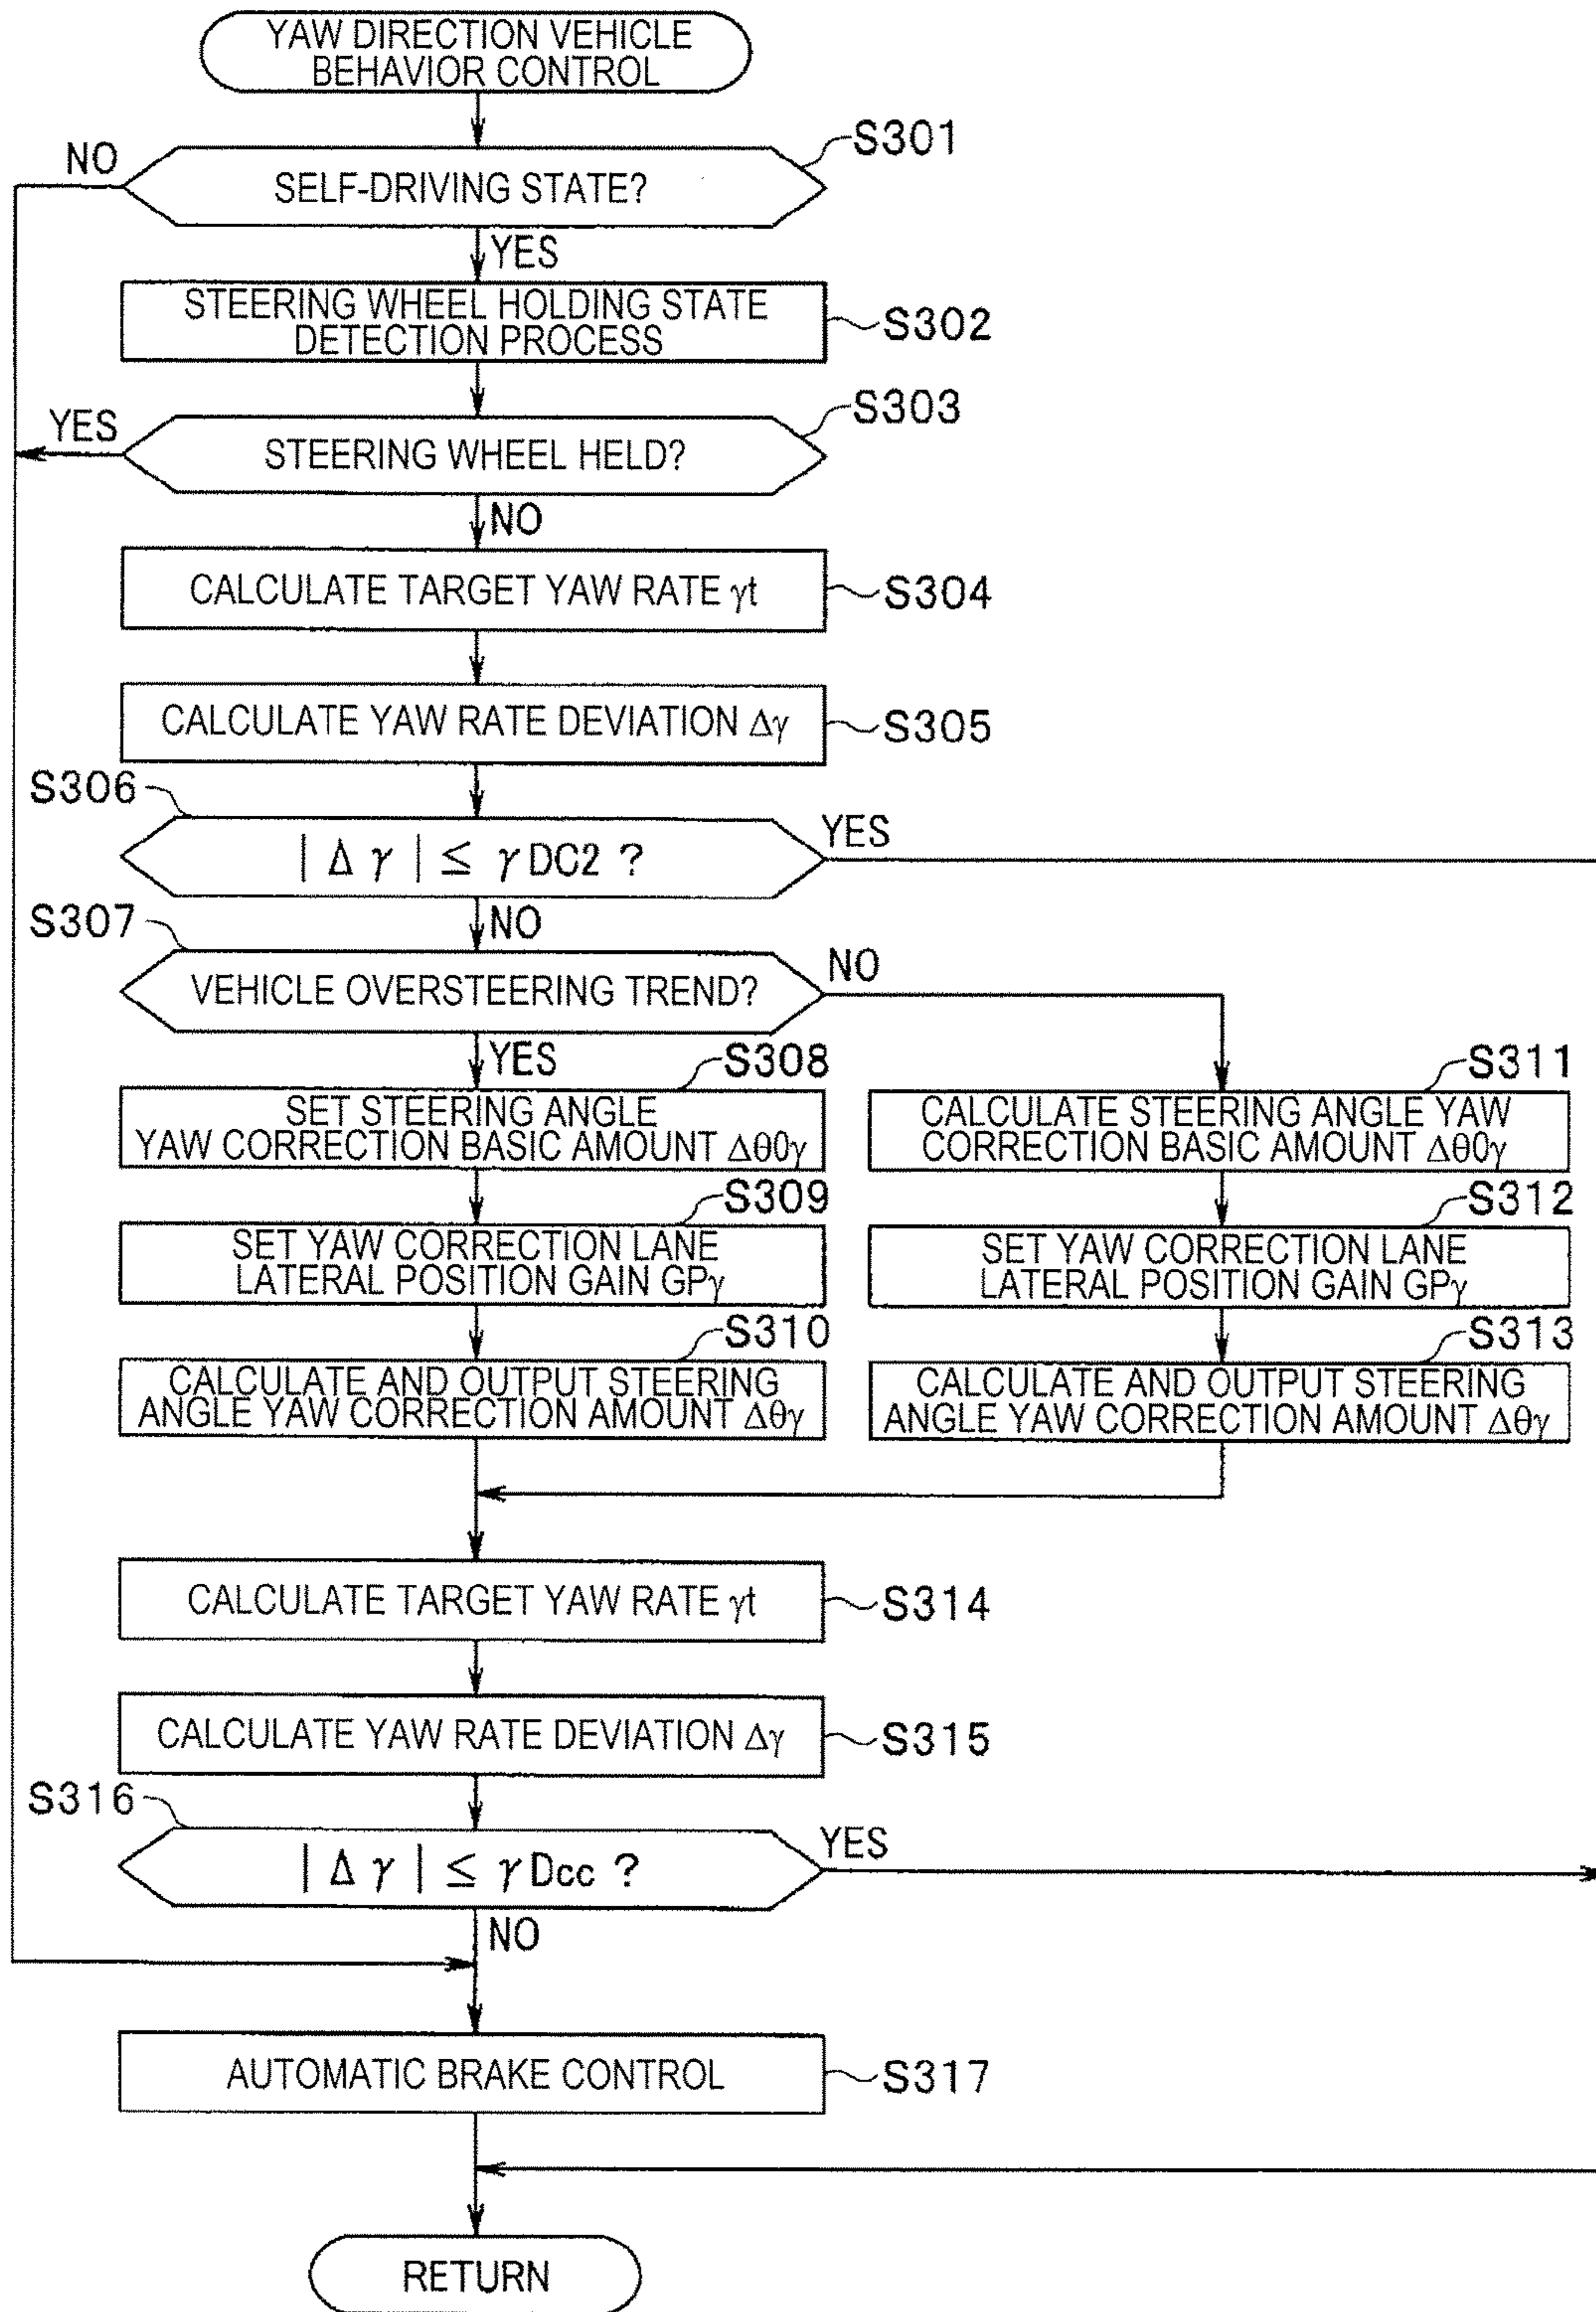 YAW DIRECTION VEHICLE
BEHAVIOR CONTROL
S301
NO
SELF-DRIVING STATE?
YES
STEERING WHEEL HOLDING STATE
DETECTION PROCESS
S302
S303
YES
STEERING WHEEL HELD?
NO
CALCULATE TARGET YAW RATE γt
S304
CALCULATE YAW RATE DEVIATION Δγ
S305
S306
| Δ γ | ≤ γ DC2 ?
YES
NO
S307
VEHICLE OVERSTEERING TREND?
NO
YES
S308
SET STEERING ANGLE
YAW CORRECTION BASIC AMOUNT Δθ0γ
S309
SET YAW CORRECTION LANE
LATERAL POSITION GAIN GPγ
S310
CALCULATE AND OUTPUT STEERING
ANGLE YAW CORRECTION AMOUNT Δθγ
S311
CALCULATE STEERING ANGLE YAW
CORRECTION BASIC AMOUNT Δθ0γ
S312
SET YAW CORRECTION LANE
LATERAL POSITION GAIN GPγ
S313
CALCULATE AND OUTPUT STEERING
ANGLE YAW CORRECTION AMOUNT Δθγ
CALCULATE TARGET YAW RATE γt
S314
CALCULATE YAW RATE DEVIATION Δγ
S315
S316
| Δ γ | ≤ γ Dcc ?
YES
NO
AUTOMATIC BRAKE CONTROL
S317
RETURN